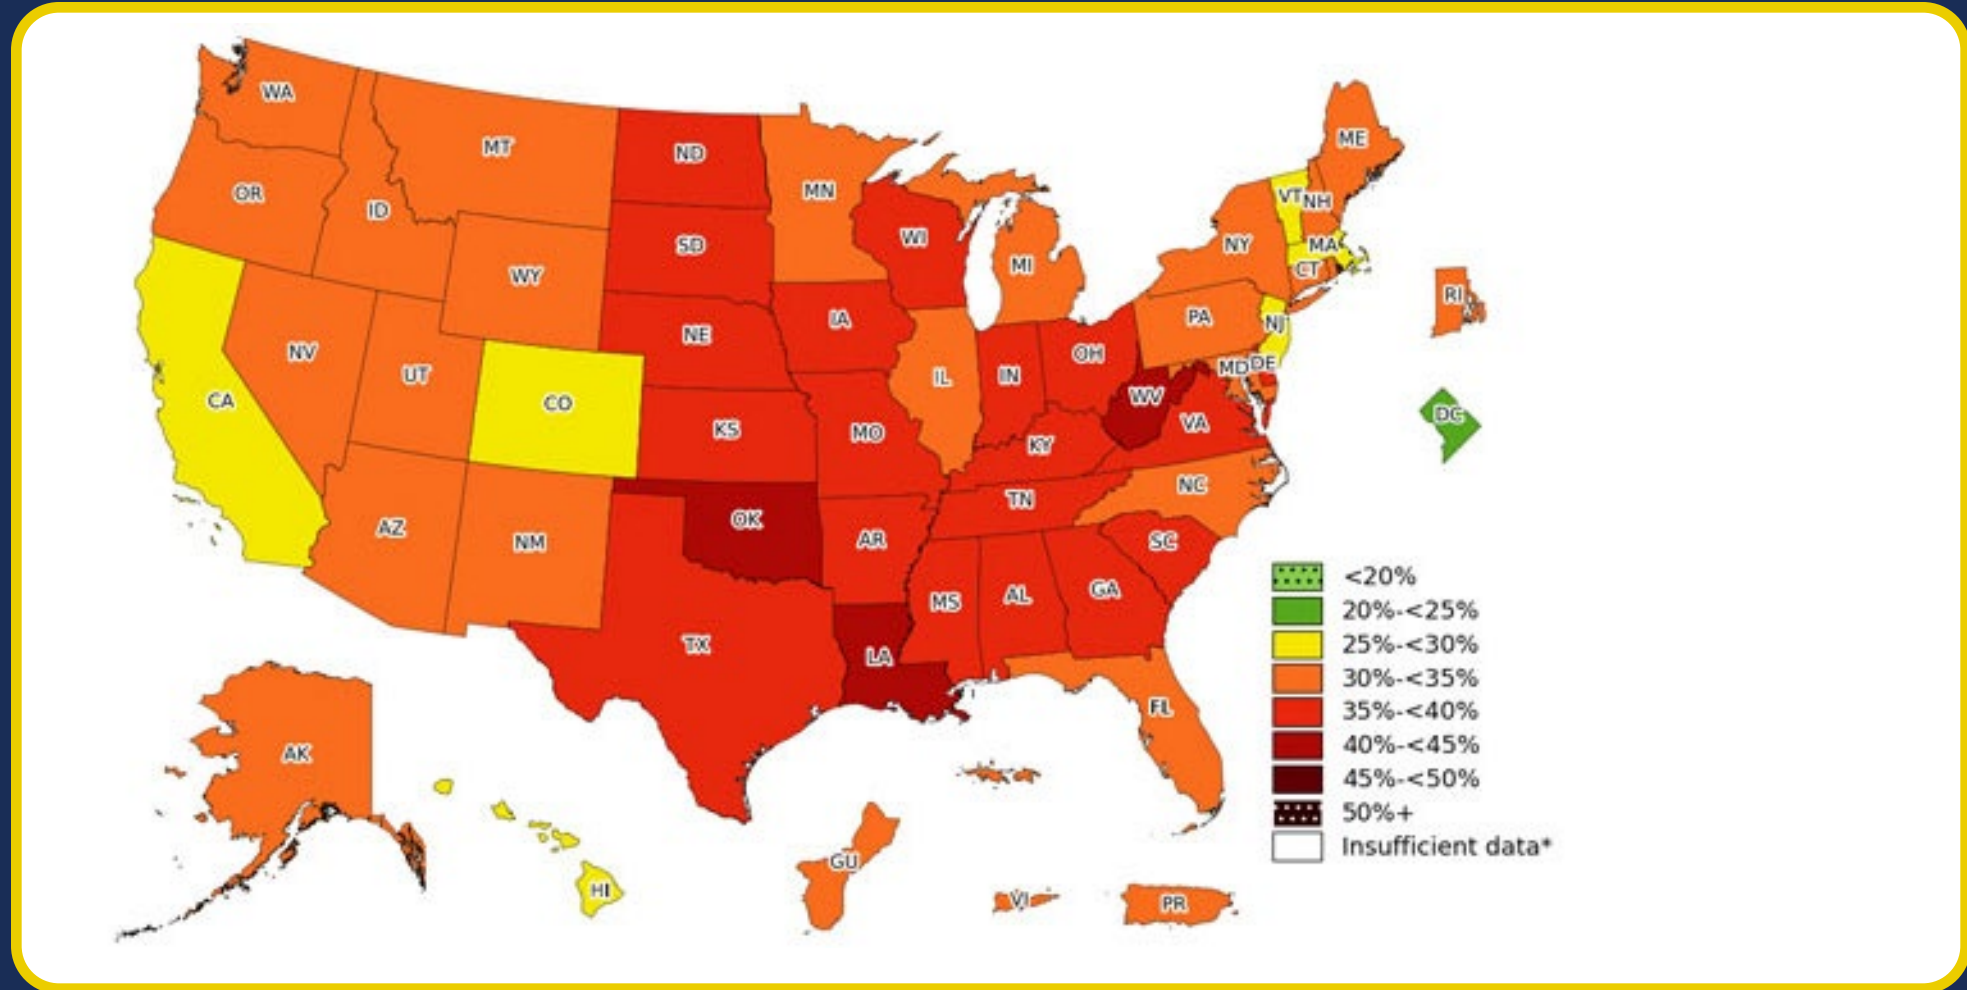 WA
MT
ND
MN
ME
OR
ID
SD
WI
VT
NH
WY
MI
NY
MA
CT
IA
NE
RI
PA
NJ
NV
UT
CO
IL
IN
OH
MD
DE
CA
KS
MO
WV
VA
DC
KY
AZ
NM
OK
AR
TN
NC
SC
MS
AL
GA
TX
LA
FL
AK
HI
GU
VI
PR
<20%
20%-<25%
25%-<30%
30%-<35%
35%-<40%
40%-<45%
45%-<50%
50%+
Insufficient data*